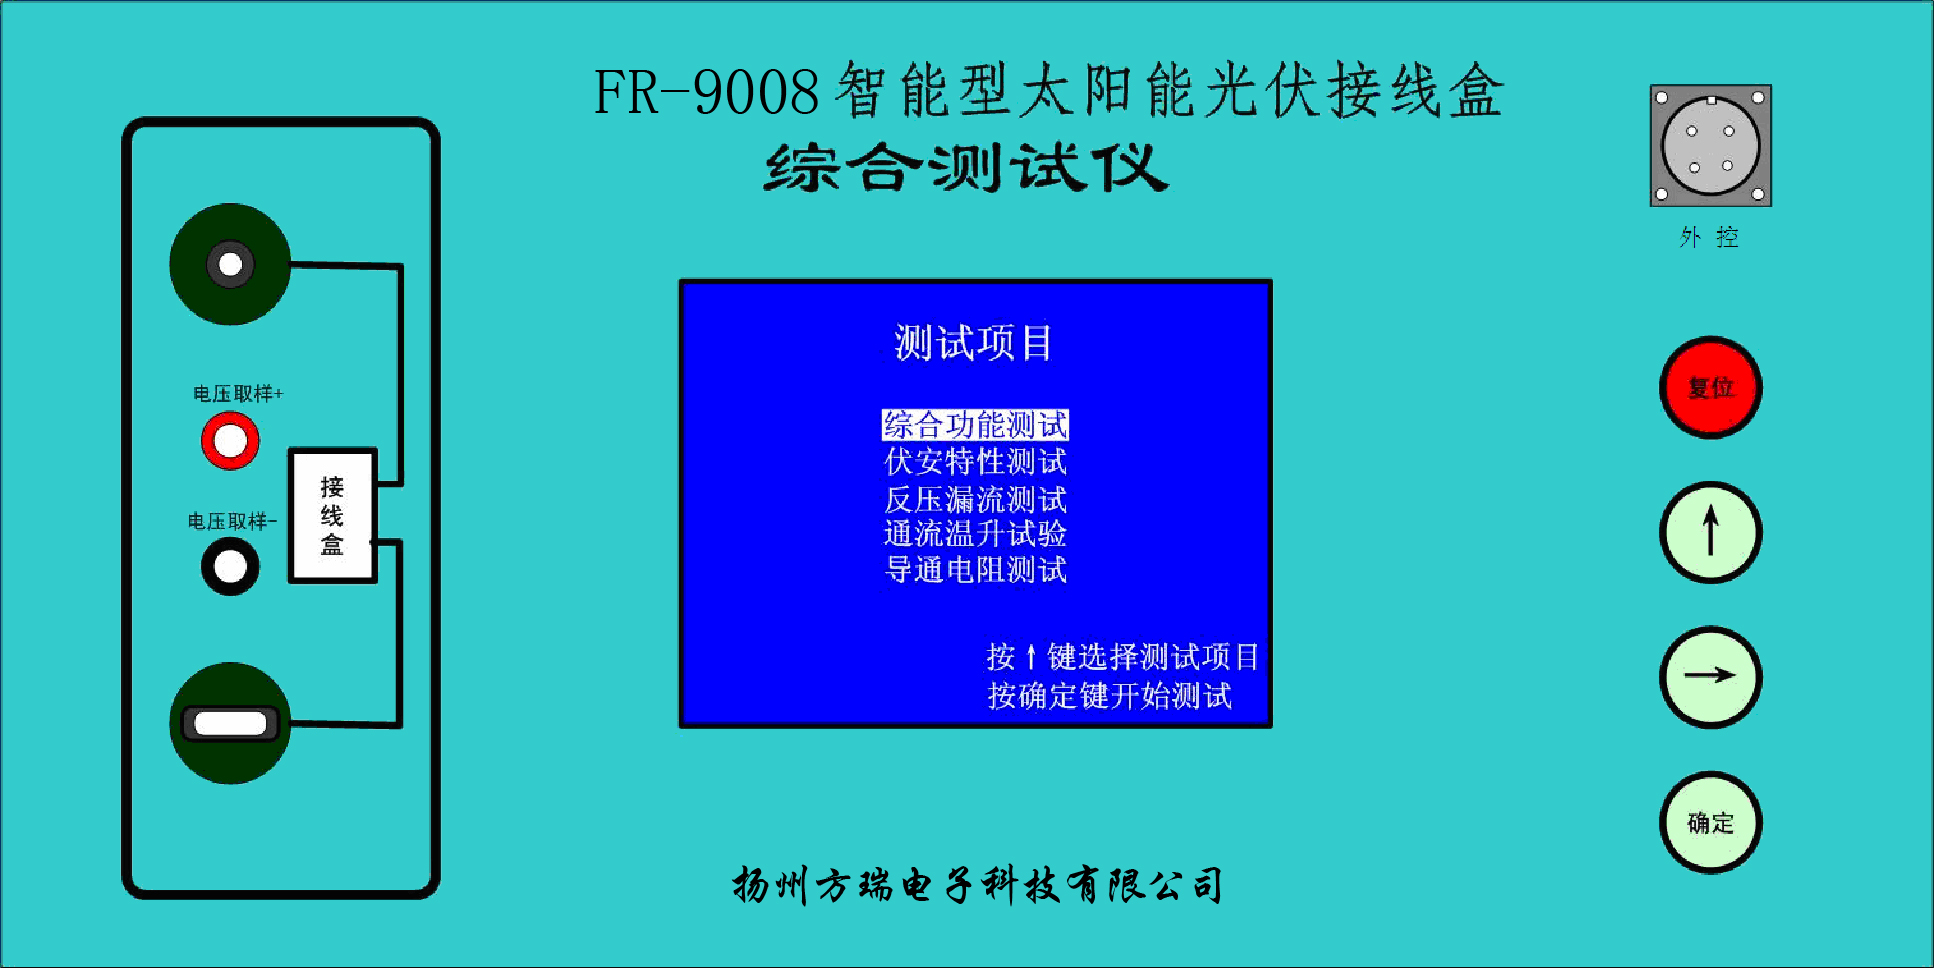 FR-9008智能型太阳能光伏接线盒
综合测试仪
外 控
电压取样+
电压取样-
接
线
盒
测试项目
综合功能测试
伏安特性测试
反压漏流测试
通流温升试验
导通电阻测试
按↑键选择测试项目
按确定键开始测试
复位
↑
→
确定
扬州方瑞电子科技有限公司